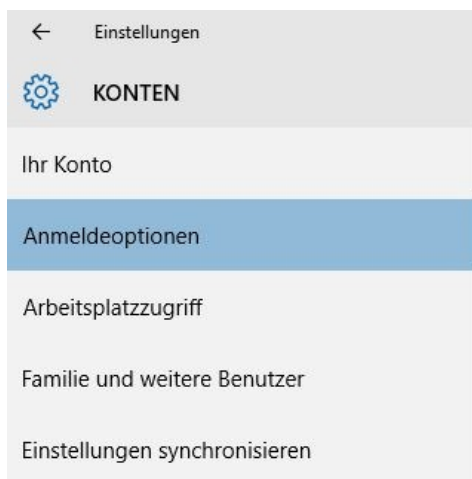 Einstellungen
KONTEN
Ihr Konto
Anmeldeoptionen
Arbeitsplatzzugriff
Familie und weitere Benutzer
Einstellungen synchronisieren